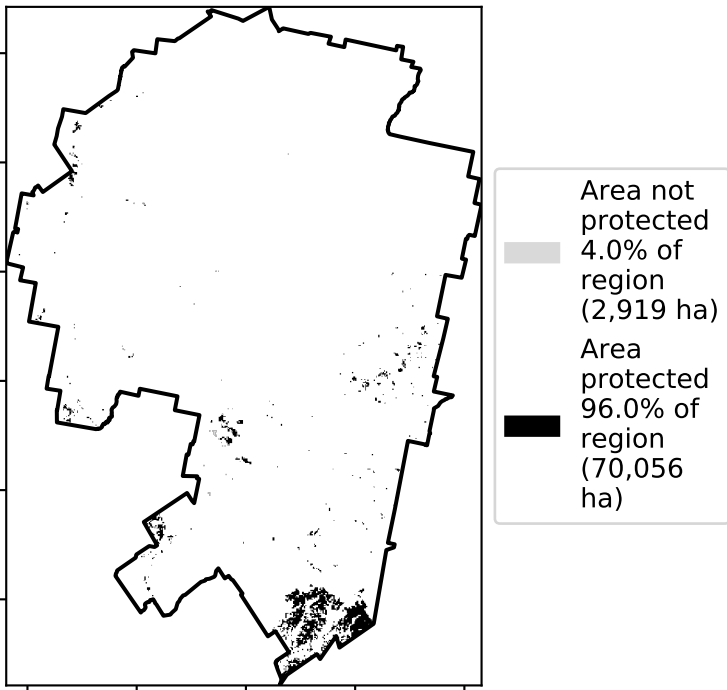 Area not
protected
4.0% of
region
(2,919 ha)
Area
protected
96.0% of
region
(70,056
ha)